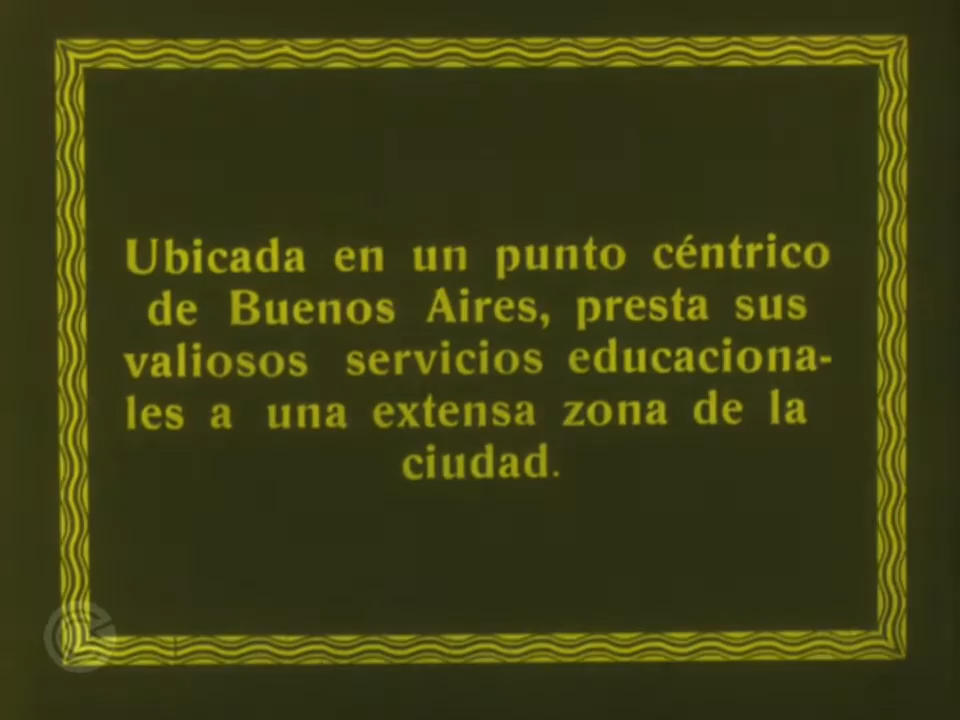 Ubicada en un punto céntrico
de Buenos Aires, presta sus
valiosos servicios educaciona-
les a una extensa zona de la
ciudad.